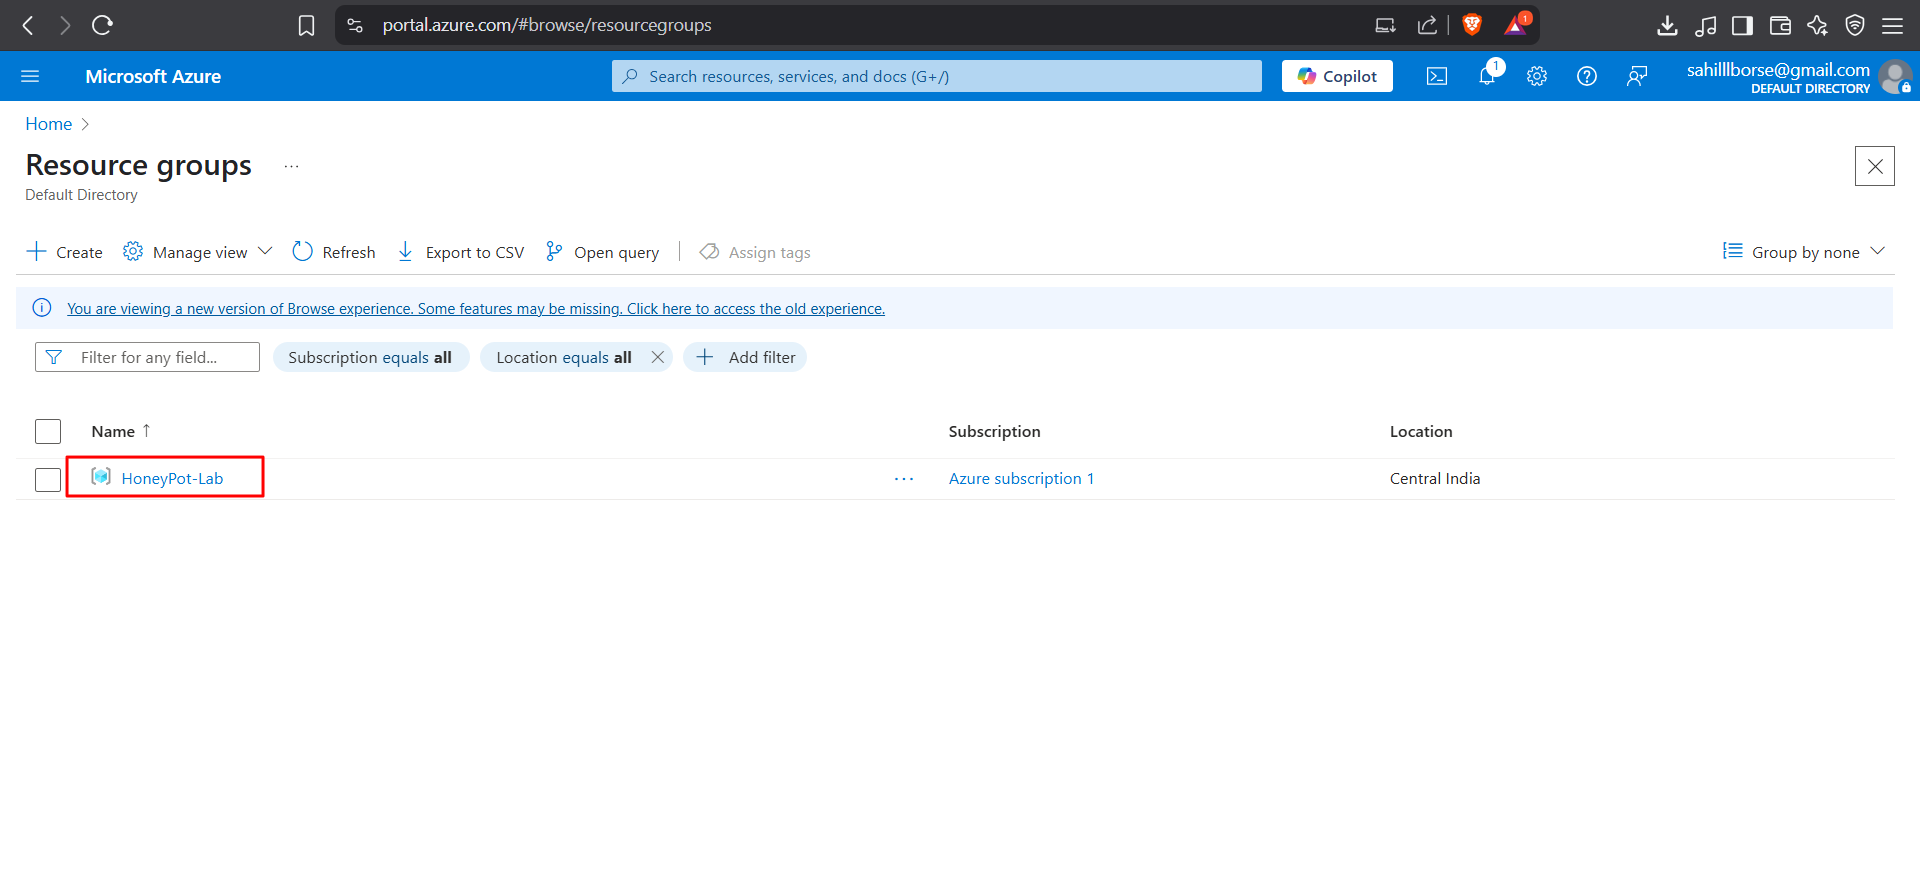 portal.azure.com/#browse/resourcegroups
1
Microsoft Azure
Search resources, services, and docs (G+/)
Copilot
1
sahilllborse@gmail.com
DEFAULT DIRECTORY
Home
Resource groups
...
Default Directory
Create
Manage view
Refresh
Export to CSV
Open query
Assign tags
Group by none
You are viewing a new version of Browse experience. Some features may be missing. Click here to access the old experience.
Filter for any field...
Subscription equals all
Location equals all
Add filter
Name ↑
Subscription
Location
HoneyPot-Lab
...
Azure subscription 1
Central India